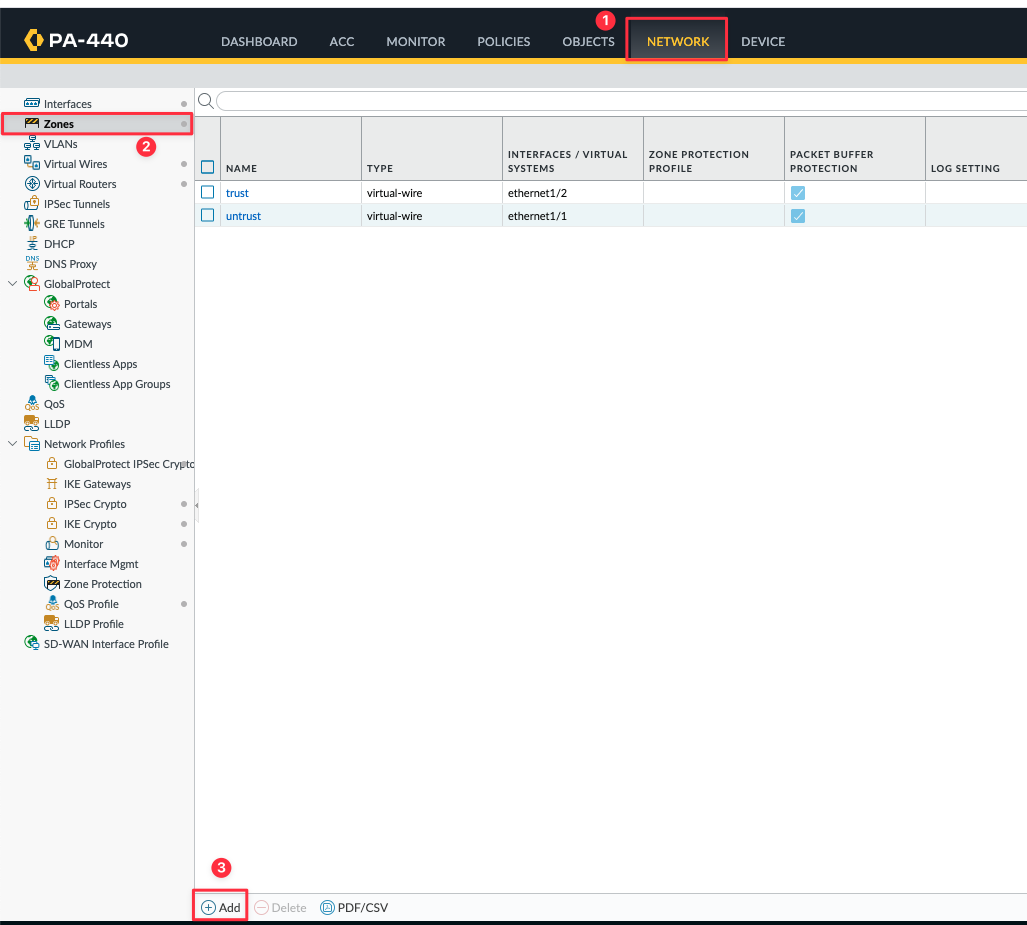 1
PA-440
DASHBOARD ACC MONITOR POLICIES OBJECTS NETWORK DEVICE
Interfaces
Zones
2
VLANs
Virtual Wires
Virtual Routers
IPSec Tunnels
GRE Tunnels
DHCP
DNS Proxy
GlobalProtect
Portals
Gateways
MDM
Clientless Apps
Clientless App Groups
QoS
LLDP
Network Profiles
GlobalProtect IPSec Crypto
IKE Gateways
IPSec Crypto
IKE Crypto
Monitor
Interface Mgmt
Zone Protection
QoS Profile
LLDP Profile
SD-WAN Interface Profile
NAME TYPE INTERFACES / VIRTUAL SYSTEMS ZONE PROTECTION PROFILE PACKET BUFFER PROTECTION LOG SETTING
trust virtual-wire ethernet1/2
untrust virtual-wire ethernet1/1
3
Add Delete PDF/CSV